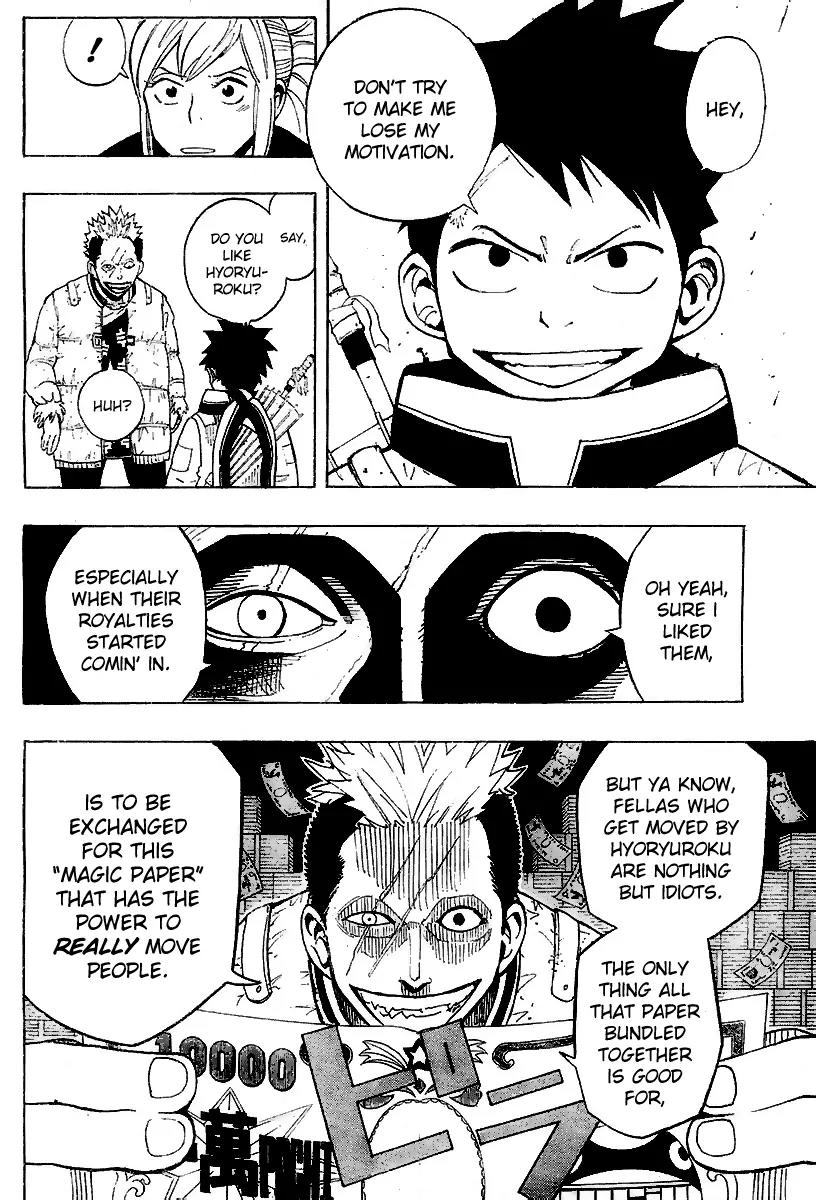 HEY,
DON'T TRY
TO MAKE ME
LOSE MY
MOTIVATION.
!
SAY,
DO YOU
LIKE
HYORYU-
ROKU?
HUH?
OH YEAH,
SURE I
LIKED
THEM,
ESPECIALLY
WHEN THEIR
ROYALTIES
STARTED
COMIN' IN.
BUT YA KNOW,
FELLAS WHO
GET MOVED BY
HYORYUROKU
ARE NOTHING
BUT IDIOTS.
THE ONLY
THING ALL
THAT PAPER
BUNDLED
TOGETHER
IS GOOD
FOR,
IS TO BE
EXCHANGED
FOR THIS
"MAGIC PAPER"
THAT HAS THE
POWER TO
REALLY MOVE
PEOPLE.
10000
ピラ
萬